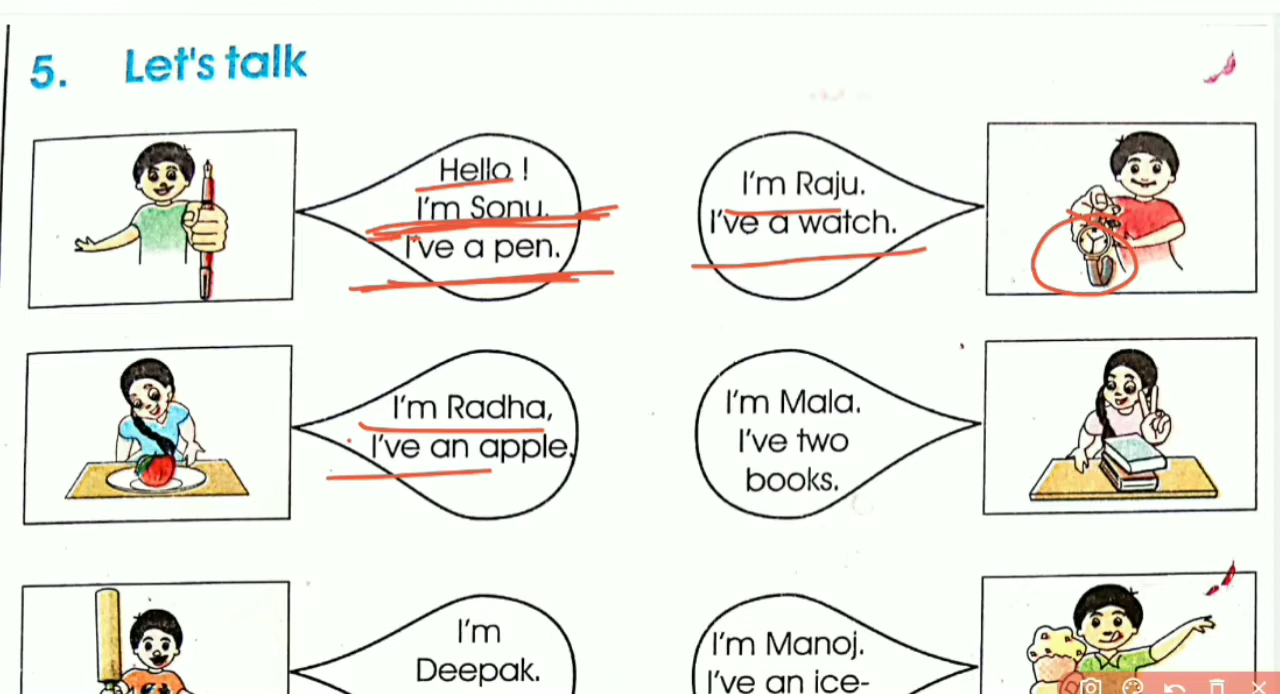 5. Let's talk
Hello !
I'm Sonu.
I've a pen.
I'm Raju.
I've a watch.
I'm Radha,
I've an apple.
I'm Mala.
I've two
books.
I'm
Deepak.
I'm Manoj.
I've an ice-